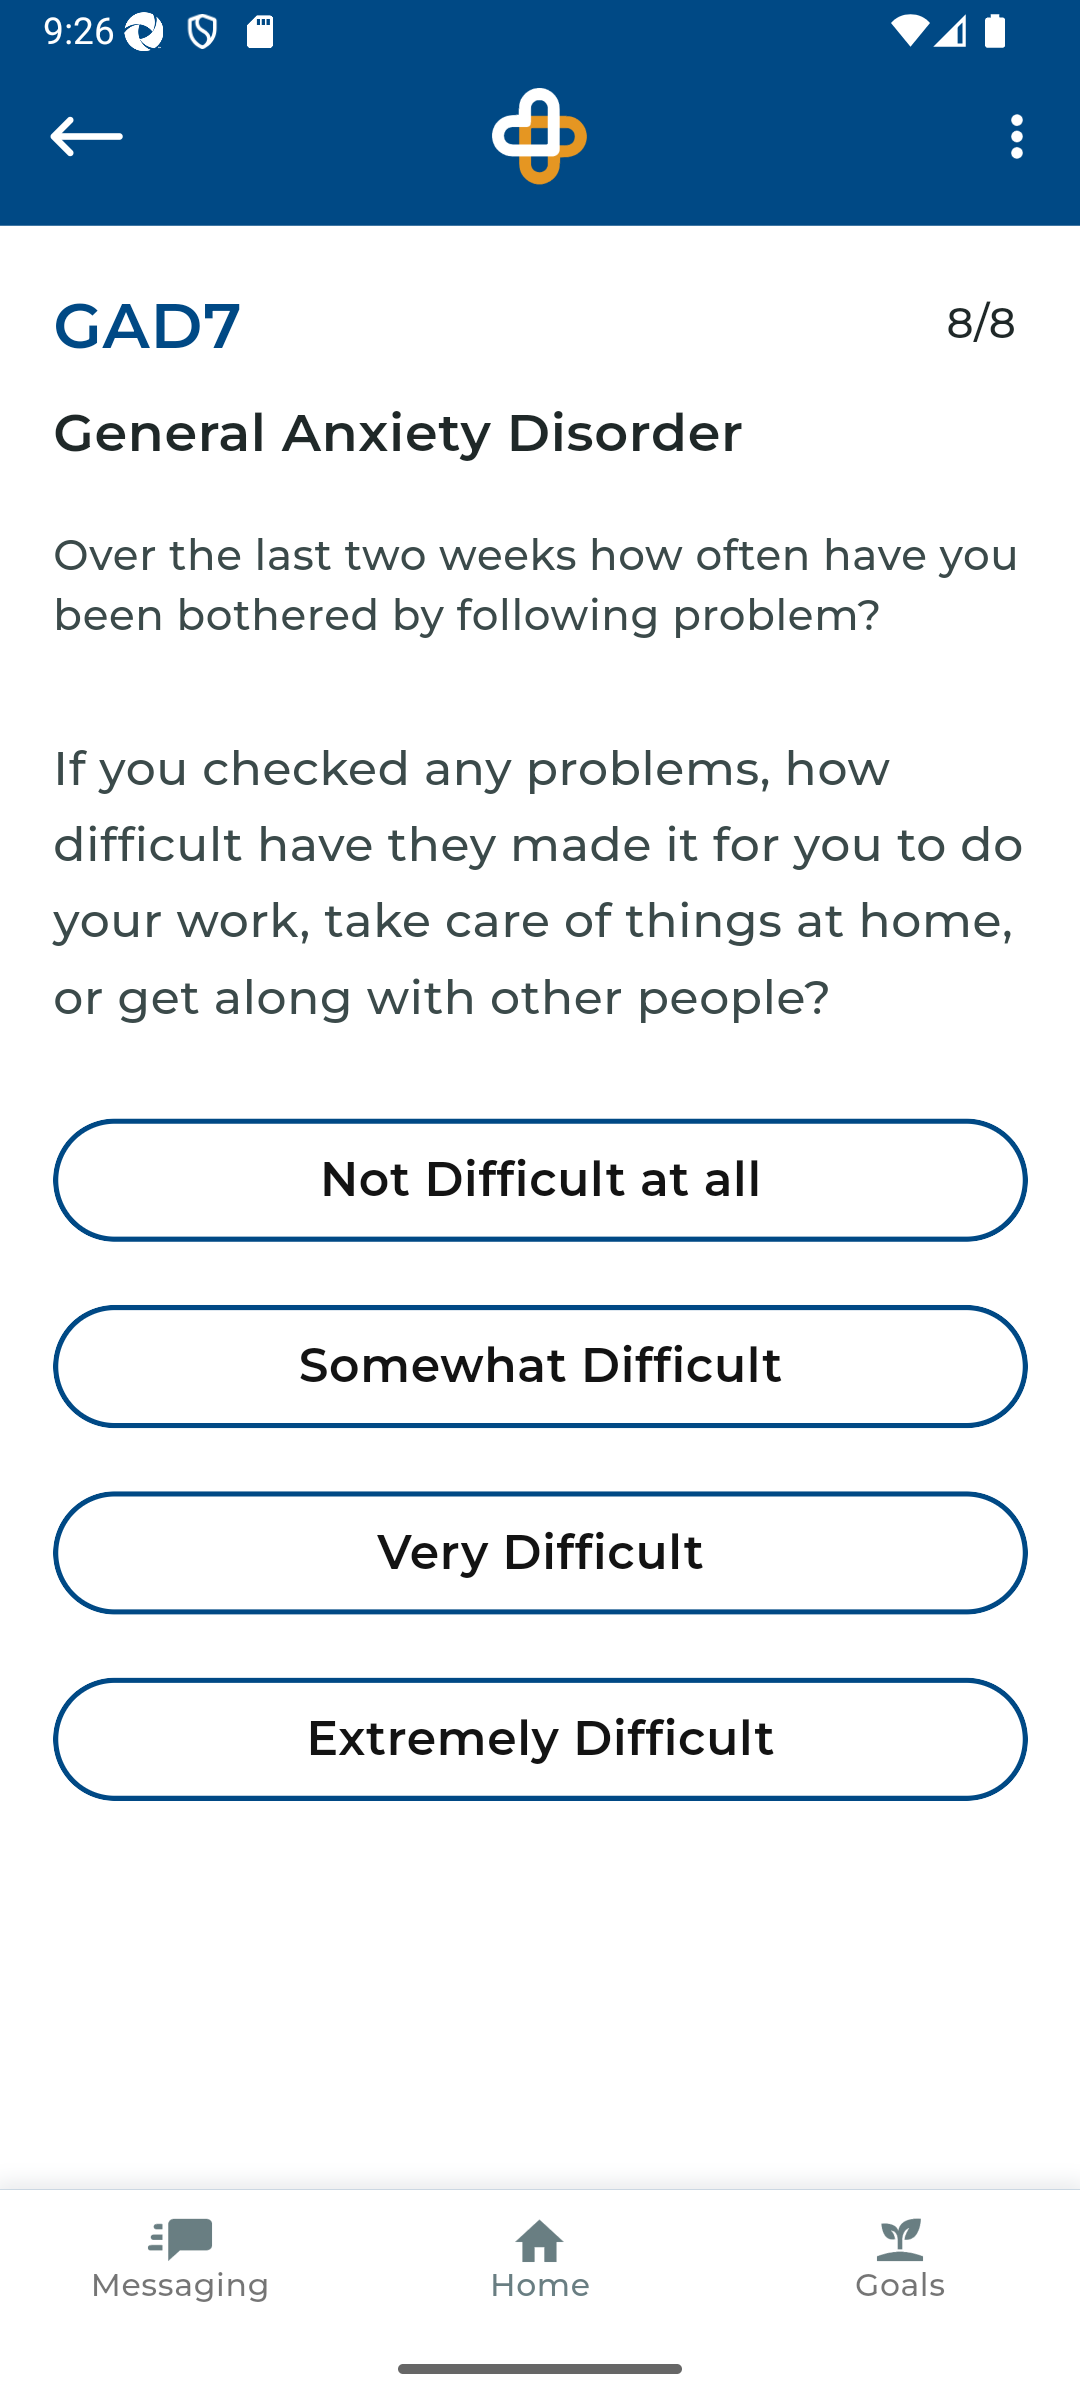 9:26
GAD7
8/8
General Anxiety Disorder
Over the last two weeks how often have you
been bothered by following problem?
If you checked any problems, how
difficult have they made it for you to do
your work, take care of things at home,
or get along with other people?
Not Difficult at all
Somewhat Difficult
Very Difficult
Extremely Difficult
Messaging
Home
Goals